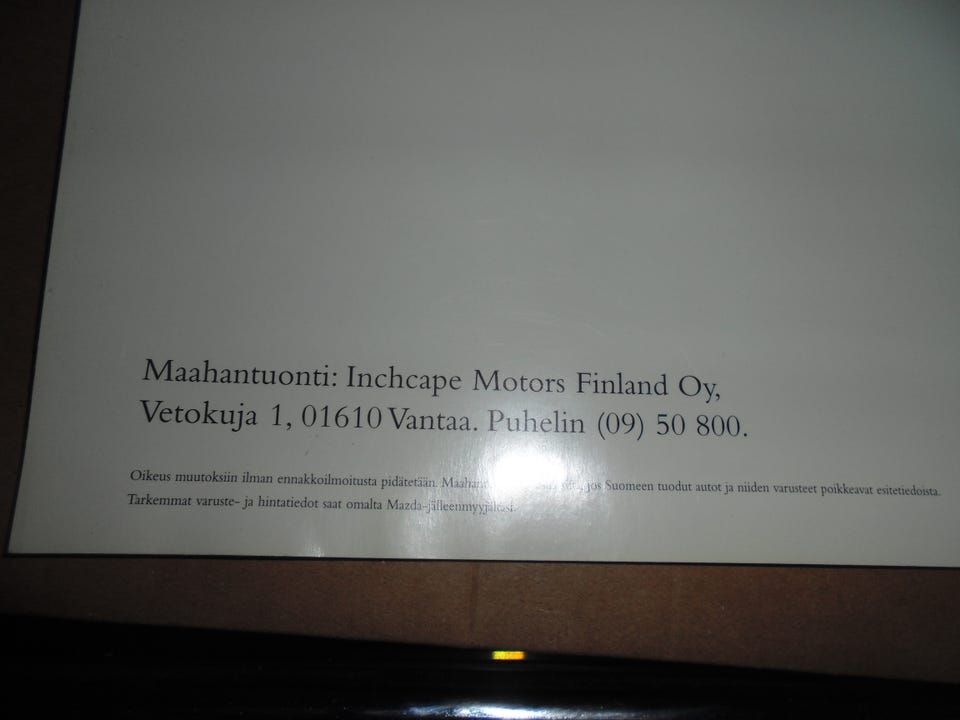 Maahantuonti: Inchcape Motors Finland Oy,
Vetokuja 1, 01610 Vantaa. Puhelin (09) 50 800.
Oikeus muutoksiin ilman ennakkoilmoitusta pidätetään. jos Suomeen tuodut autot ja niiden varusteet poikkeavat esitetiedoista.
Tarkemmat varuste- ja hintatiedot saat omalta Mazda-jälleenmyyjältäsi.